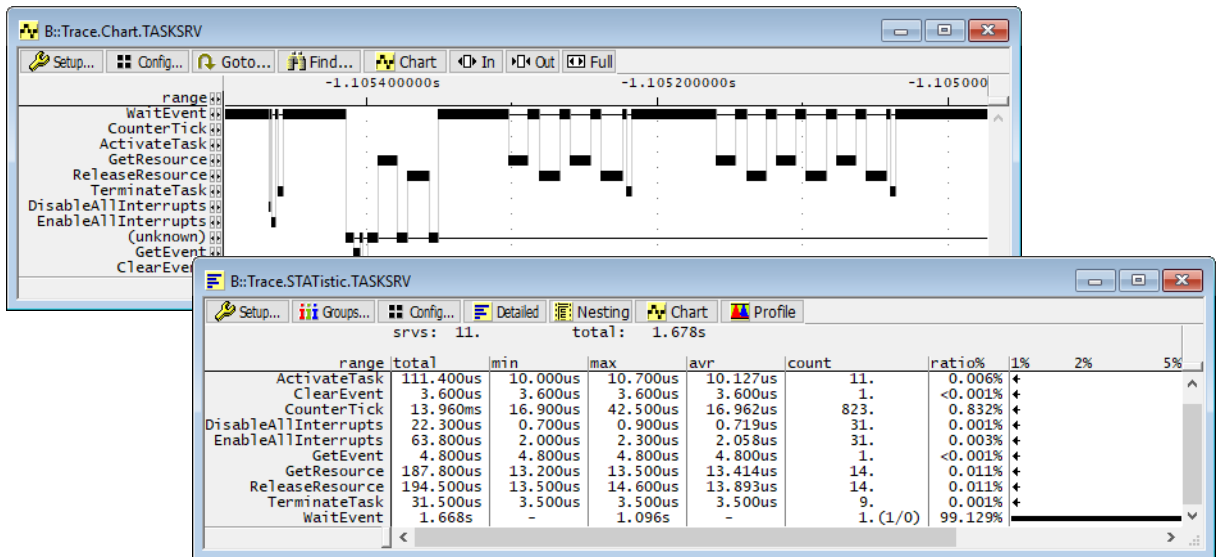 B::Trace.Chart.TASKSRV
Setup... Config... Goto... Find... Chart In Out Full
-1.105400000s -1.105200000s -1.105000
range
WaitEvent
CounterTick
ActivateTask
GetResource
ReleaseResource
TerminateTask
DisableAllInterrupts
EnableAllInterrupts
(unknown)
GetEvent
ClearEve
B::Trace.STATistic.TASKSRV
Setup... Groups... Config... Detailed Nesting Chart Profile
srvs: 11. total: 1.678s
range total min max avr count ratio% 1% 2% 5%
ActivateTask 111.400us 10.000us 10.700us 10.127us 11. 0.006%
ClearEvent 3.600us 3.600us 3.600us 3.600us 1. <0.001%
CounterTick 13.960ms 16.900us 42.500us 16.962us 823. 0.832%
DisableAllInterrupts 22.300us 0.700us 0.900us 0.719us 31. 0.001%
EnableAllInterrupts 63.800us 2.000us 2.300us 2.058us 31. 0.003%
GetEvent 4.800us 4.800us 4.800us 4.800us 1. <0.001%
GetResource 187.800us 13.200us 13.500us 13.414us 14. 0.011%
ReleaseResource 194.500us 13.500us 14.600us 13.893us 14. 0.011%
TerminateTask 31.500us 3.500us 3.500us 3.500us 9. 0.001%
WaitEvent 1.668s - 1.096s - 1.(1/0) 99.129%